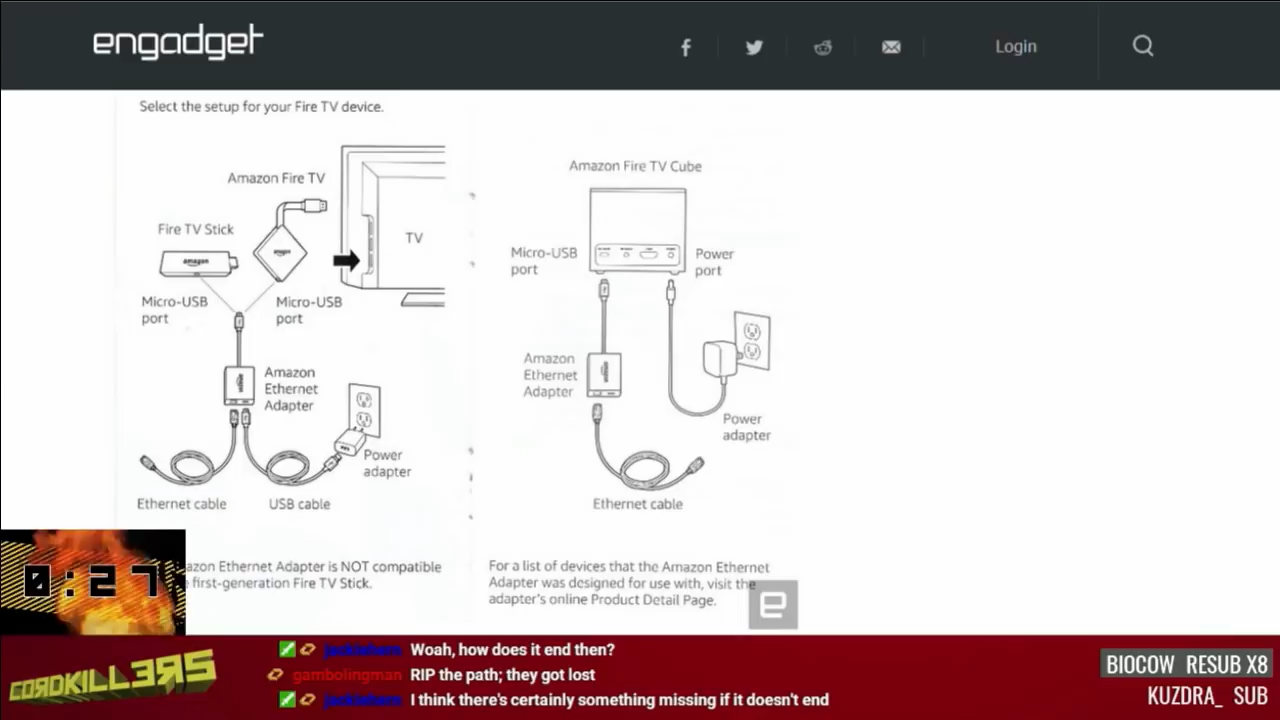 engadget
Login
Select the setup for your Fire TV device.
Amazon Fire TV
Fire TV Stick
amazon
amazon
TV
Micro-USB
port
Micro-USB
port
Amazon
Ethernet
Adapter
amazon
Power
adapter
Ethernet cable
USB cable
azon Ethernet Adapter is NOT compatible
first-generation Fire TV Stick.
Amazon Fire TV Cube
Micro-USB
port
Power
port
Amazon
Ethernet
Adapter
amazon
Power
adapter
Ethernet cable
For a list of devices that the Amazon Ethernet
Adapter was designed for use with, visit the
adapter's online Product Detail Page.
e
0:27
CORDKILLERS
Woah, how does it end then?
gambolingman RIP the path; they got lost
I think there's certainly something missing if it doesn't end
BIOCOW RESUB X8
KUZDRA_ SUB